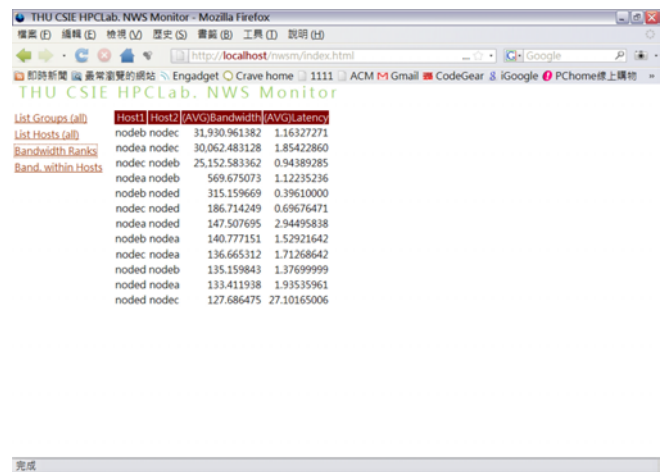 THU CSIE HPCLab. NWS Monitor - Mozilla Firefox
檔案(F) 編輯(E) 檢視(V) 歷史(S) 書籤(B) 工具(T) 說明(H)
http://localhost/nwsm/index.html Google
即時新聞 最常瀏覽的網站 Engadget Crave home 1111 ACM Gmail CodeGear iGoogle PChome線上購物 »
THU CSIE HPCLab. NWS Monitor
List Groups (all)
List Hosts (all)
Bandwidth Ranks
Band. within Hosts
Host1 Host2 (AVG)Bandwidth (AVG)Latency
nodeb nodec 31,930.961382 1.16327271
nodea nodec 30,062.483128 1.85422860
nodec nodeb 25,152.583362 0.94389285
nodea nodeb 569.675073 1.12235236
nodeb noded 315.159669 0.39610000
nodec noded 186.714249 0.69676471
nodea noded 147.507695 2.94495838
nodeb nodea 140.777151 1.52921642
nodec nodea 136.665312 1.71268642
noded nodeb 135.159843 1.37699999
noded nodea 133.411938 1.93535961
noded nodec 127.686475 27.10165006
完成